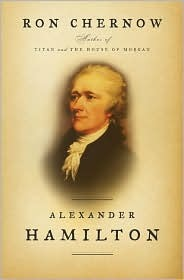 RON CHERNOW
Author of
TITAN and THE HOUSE OF MORGAN
ALEXANDER
HAMILTON